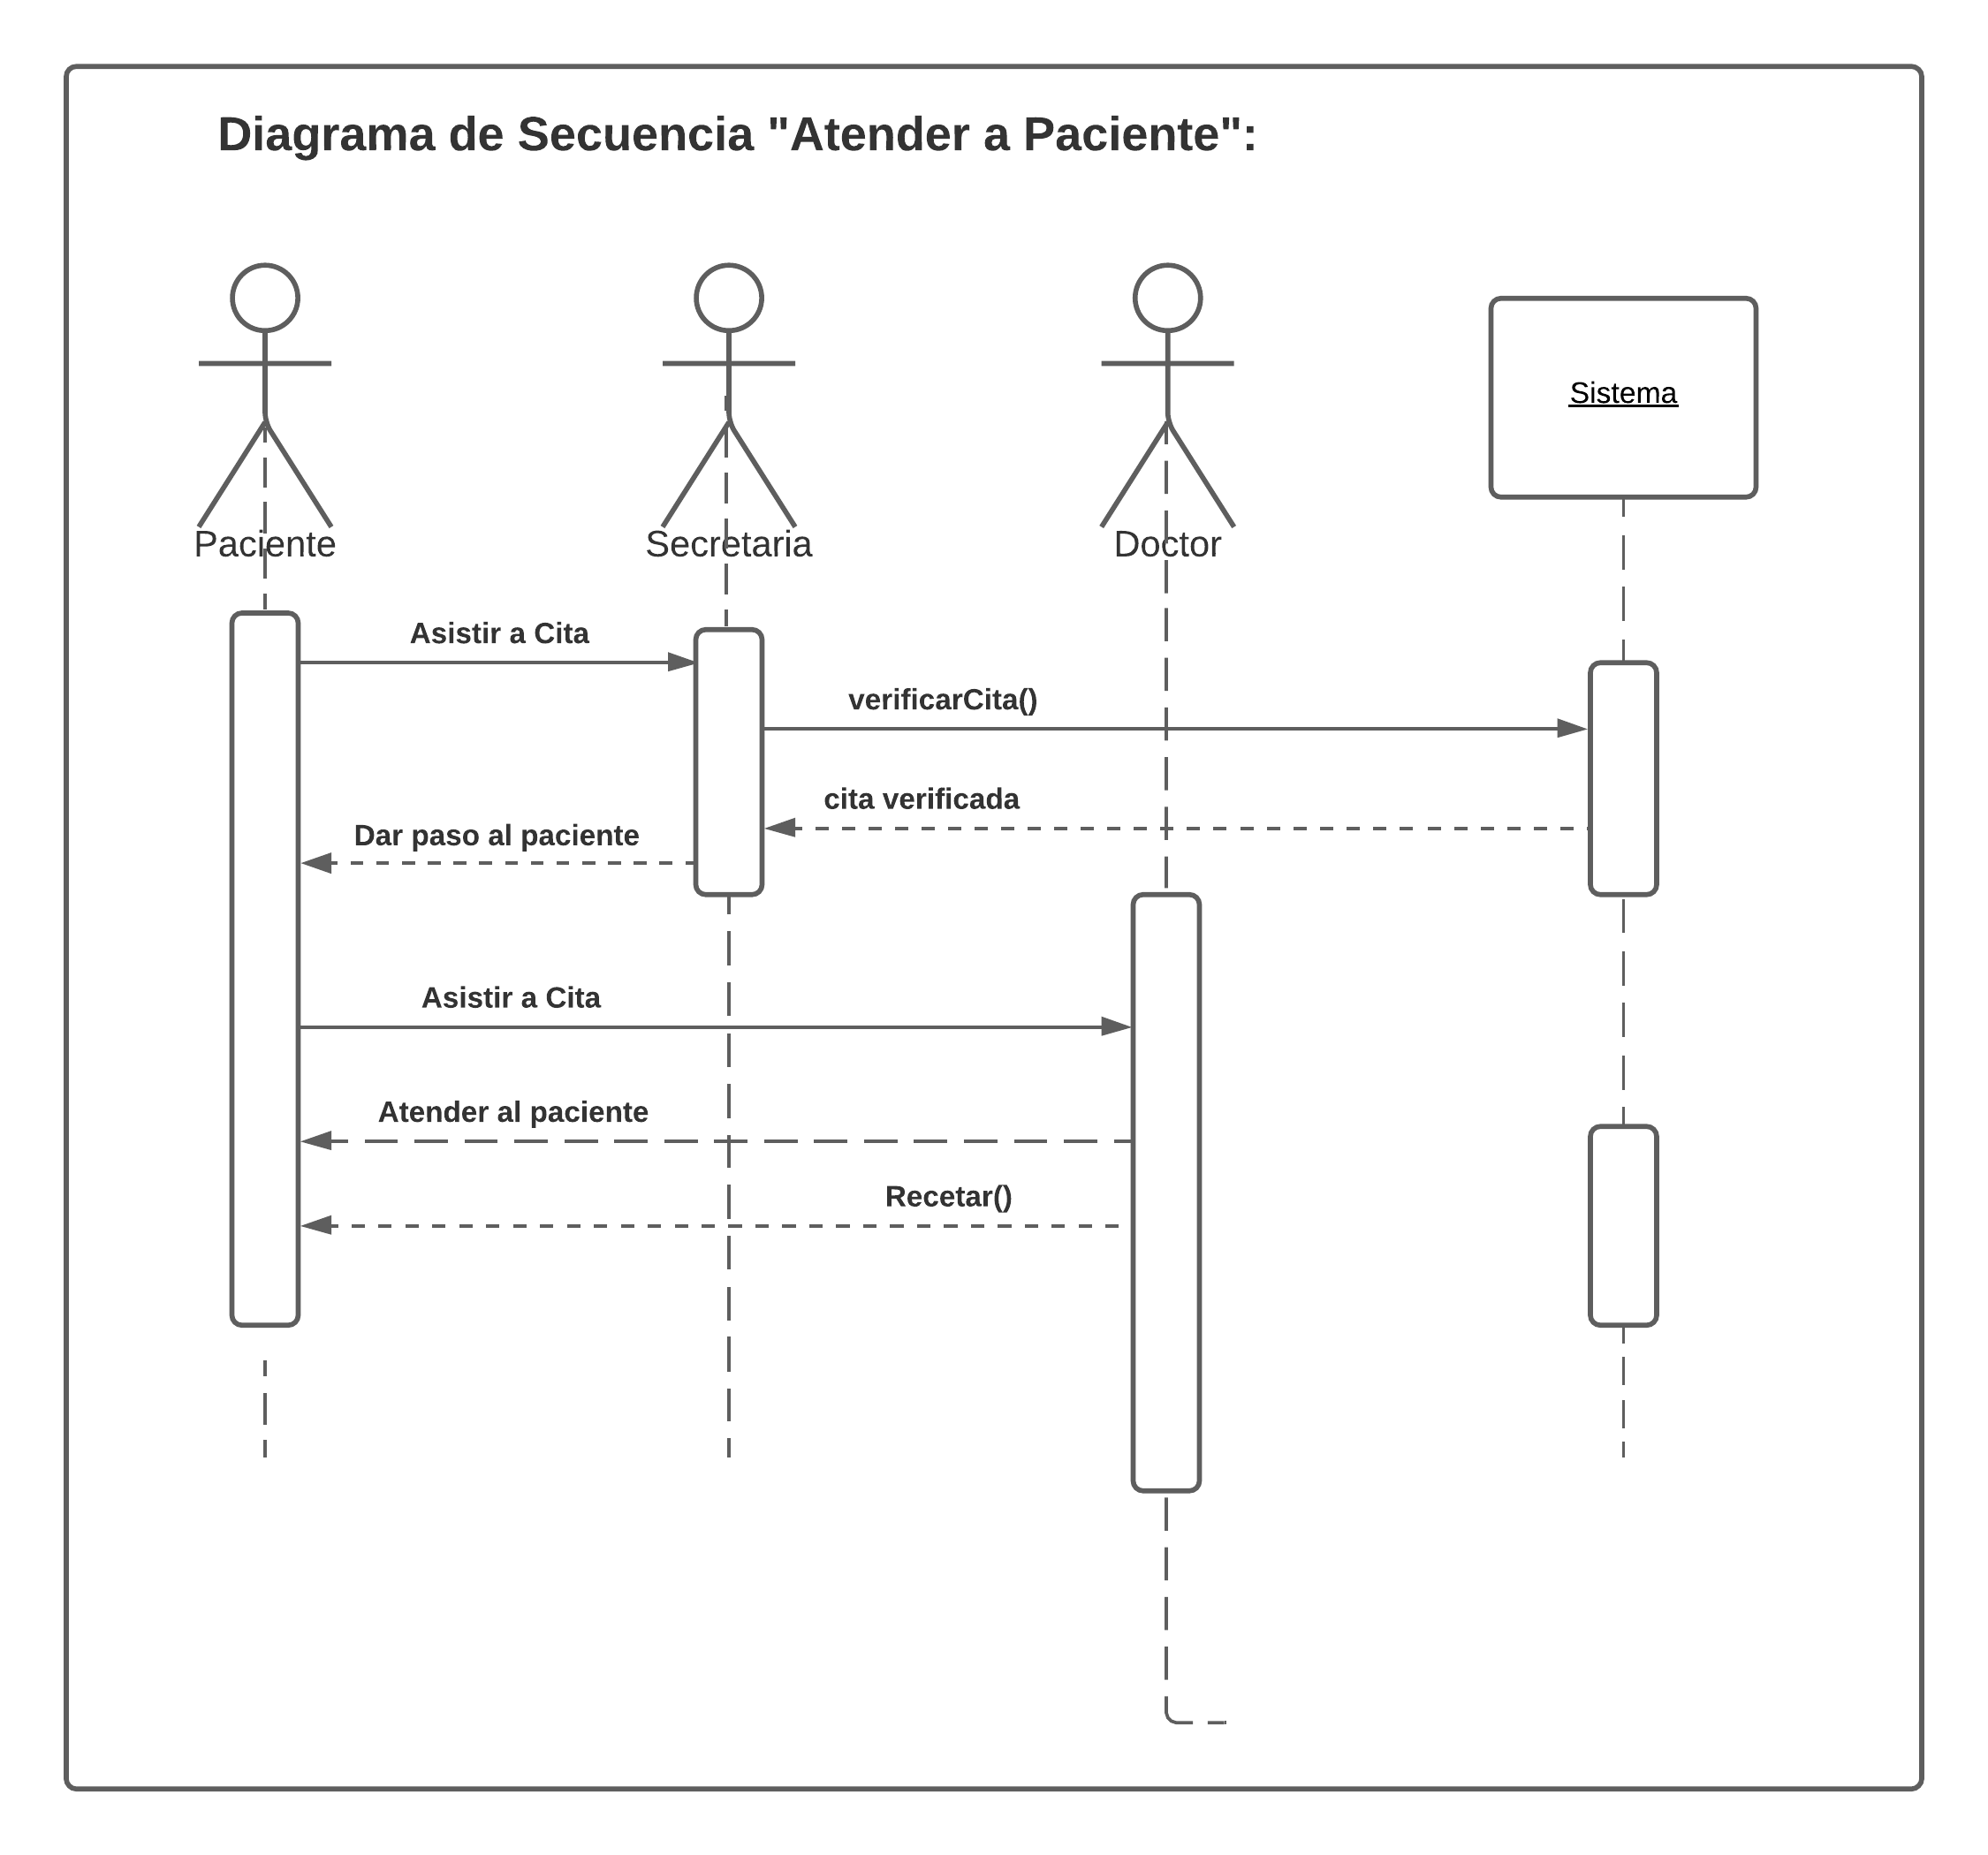 Diagrama de Secuencia "Atender a Paciente":
Sistema
Paciente
Secretaria
Doctor
Asistir a Cita
verificarCita()
cita verificada
Dar paso al paciente
Asistir a Cita
Atender al paciente
Recetar()